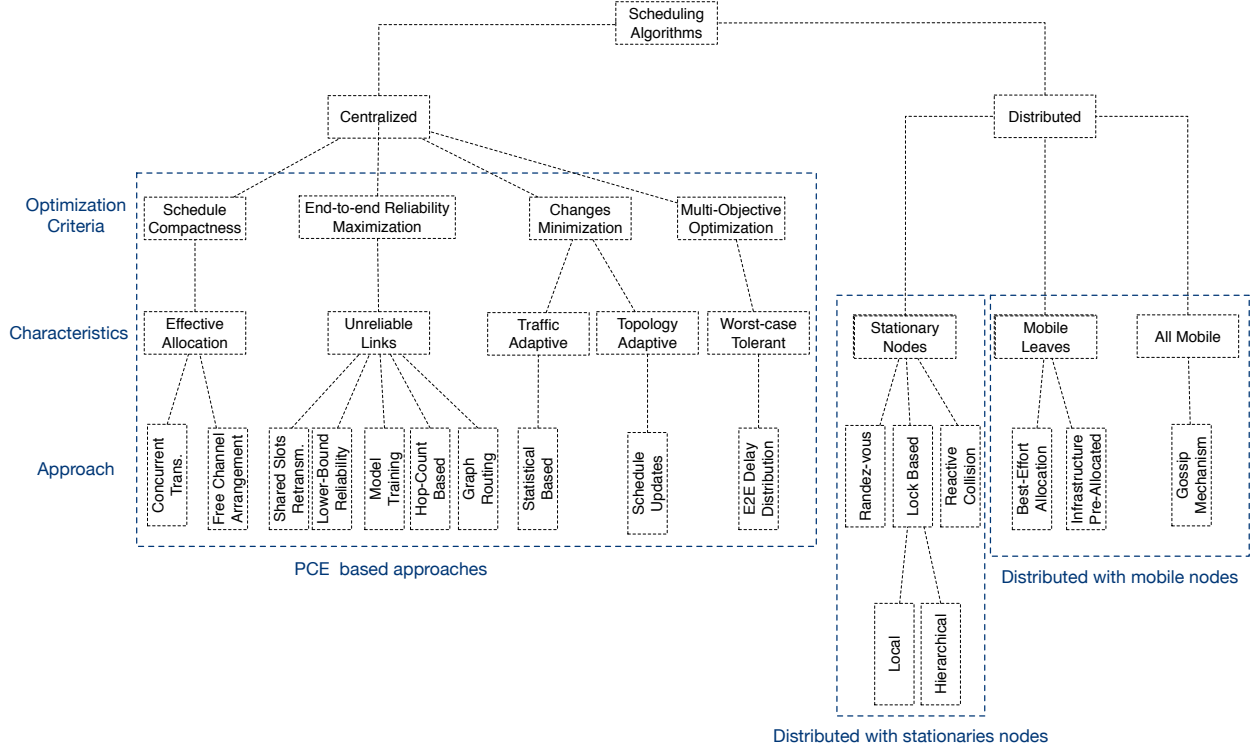 Scheduling
Algorithms
Centralized
Distributed
Optimization
Criteria
Schedule
Compactness
End-to-end Reliability
Maximization
Changes
Minimization
Multi-Objective
Optimization
Characteristics
Effective
Allocation
Unreliable
Links
Traffic
Adaptive
Topology
Adaptive
Worst-case
Tolerant
Stationary
Nodes
Mobile
Leaves
All Mobile
Approach
Concurrent
Trans.
Free Channel
Arrangement
Shared Slots
Retransm.
Lower-Bound
Reliability
Model
Training
Hop-Count
Based
Graph
Routing
Statistical
Based
Schedule
Updates
E2E Delay
Distribution
Randez-vous
Lock Based
Reactive
Collision
Best-Effort
Allocation
Infrastructure
Pre-Allocated
Gossip
Mechanism
PCE based approaches
Distributed with mobile nodes
Local
Hierarchical
Distributed with stationaries nodes